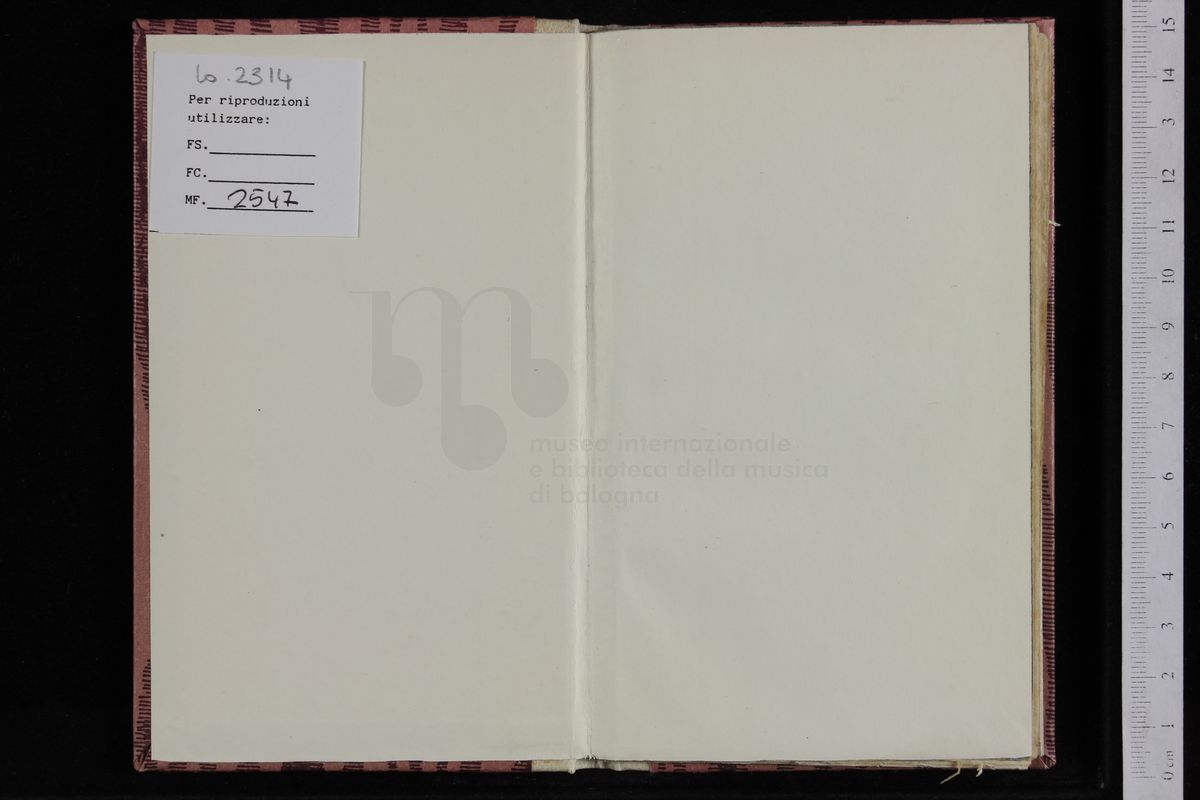 Lo.2314
Per riproduzioni
utilizzare:
FS.
FC.
MF. 2547
museo internazionale
e biblioteca della musica
di bologna
15
14
13
12
11
10
9
8
7
6
5
4
3
2
1
0 cm